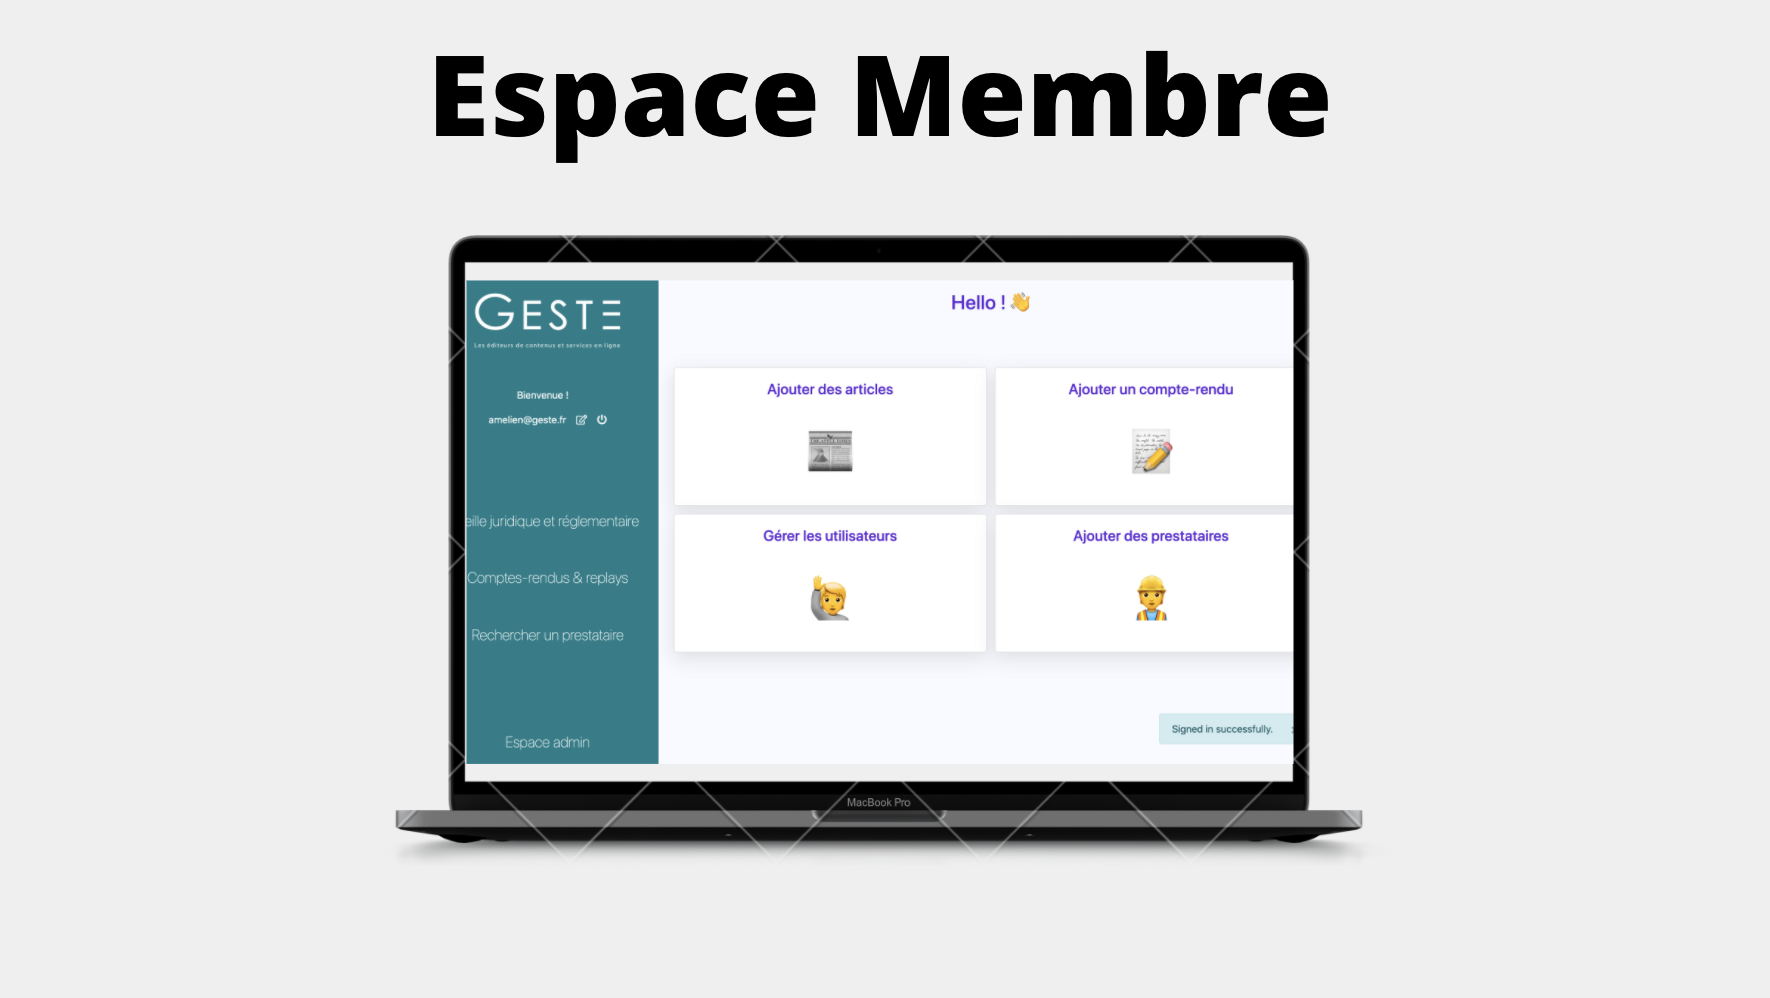 Espace Membre
GESTE
Les éditeurs de contenus et services en ligne
Bienvenue !
amelien@geste.fr
eille juridique et réglementaire
Comptes-rendus & replays
Rechercher un prestataire
Espace admin
Hello !
Ajouter des articles
Ajouter un compte-rendu
Gérer les utilisateurs
Ajouter des prestataires
Signed in successfully.
MacBook Pro